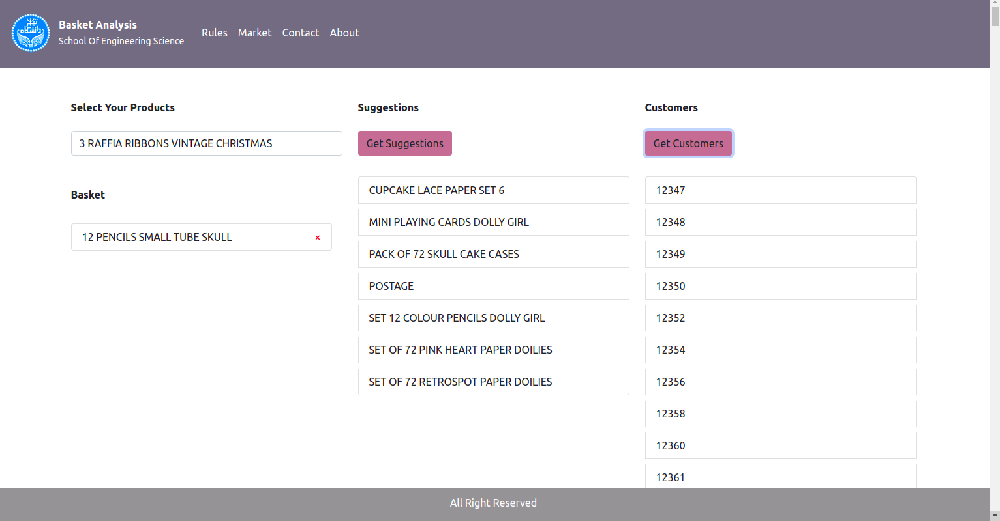 دانشگاه
تهران
Basket Analysis
School Of Engineering Science
Rules Market Contact About
Select Your Products
3 RAFFIA RIBBONS VINTAGE CHRISTMAS
Basket
12 PENCILS SMALL TUBE SKULL ×
Suggestions
Get Suggestions
CUPCAKE LACE PAPER SET 6
MINI PLAYING CARDS DOLLY GIRL
PACK OF 72 SKULL CAKE CASES
POSTAGE
SET 12 COLOUR PENCILS DOLLY GIRL
SET OF 72 PINK HEART PAPER DOILIES
SET OF 72 RETROSPOT PAPER DOILIES
Customers
Get Customers
12347
12348
12349
12350
12352
12354
12356
12358
12360
12361
All Right Reserved